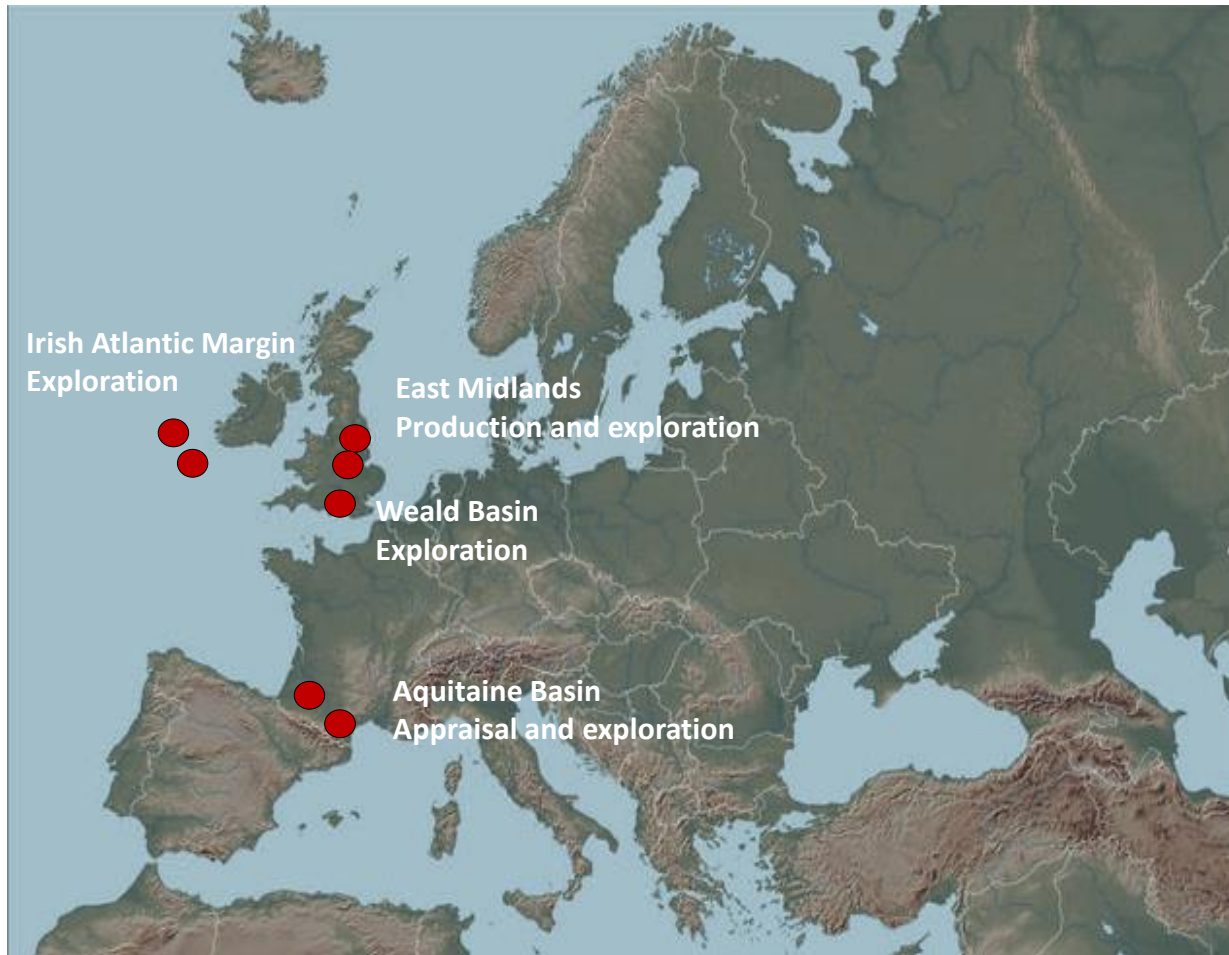 Irish Atlantic Margin
Exploration
East Midlands
Production and exploration
Weald Basin
Exploration
Aquitaine Basin
Appraisal and exploration